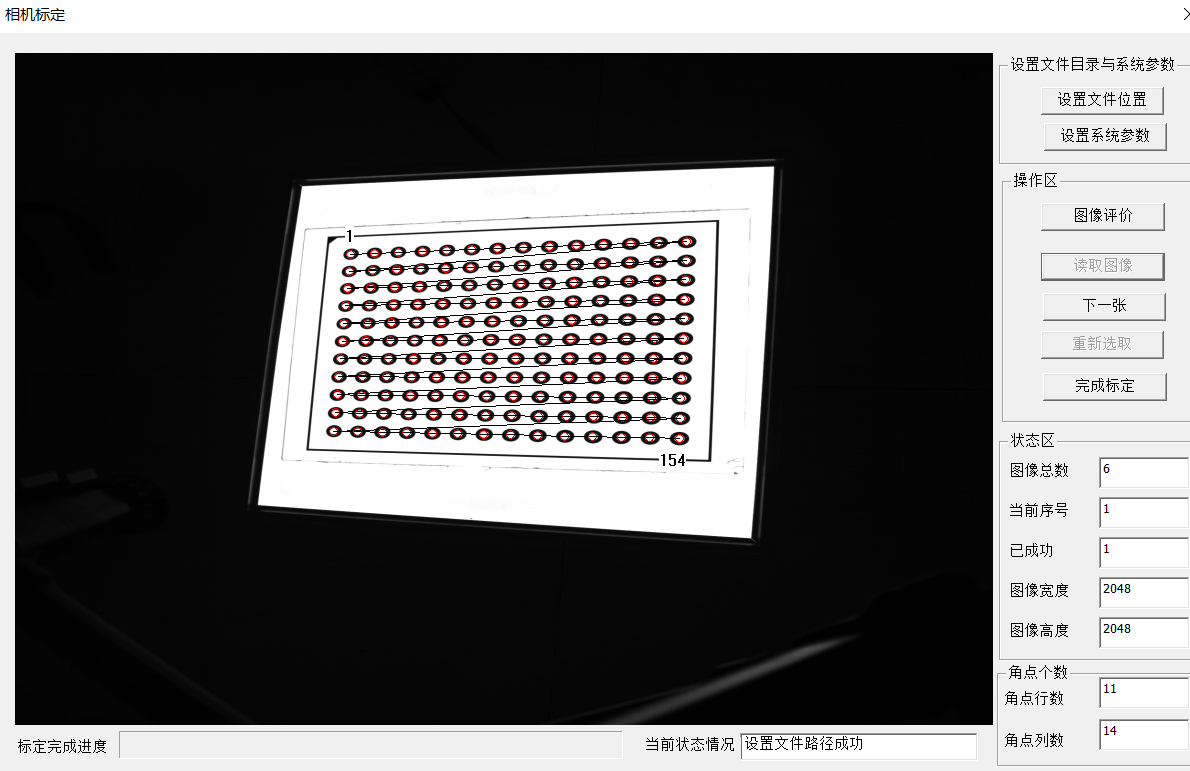 相机标定
设置文件目录与系统参数
设置文件位置
设置系统参数
操作区
图像认可
读取图像
下一张
重新选取
完成标定
状态区
图像总数 6
当前序号 1
已成功 1
图像宽度 2048
图像高度 2048
角点个数
角点行数 11
角点列数 14
1
154
标定完成进度
当前状态情况 设置文件路径成功